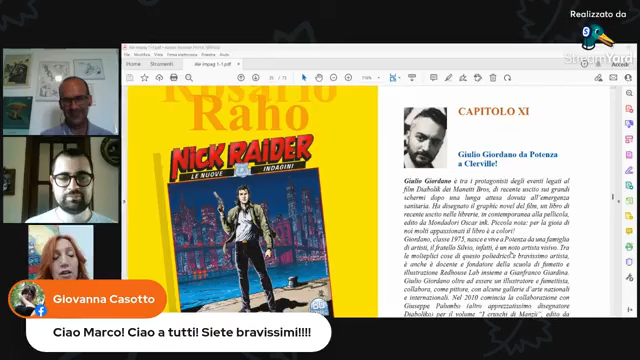 Realizzato da
StreamYard
Home
Strumenti
Accedi
Rosario
Raho
NICK RAIDER
LE NUOVE
INDAGINI
CAPITOLO XI
Giulio Giordano da Potenza
a Clerville!
Giulio Giordano è tra i protagonisti degli eventi legati al
film Diabolik dei Manetti Bros, di recente uscito sui grandi
schermi dopo una lunga attesa dovuta all'emergenza
sanitaria. Ha disegnato il graphic novel del film, un libro di
recente uscito nelle librerie, in contemporanea alla pellicola,
edito da Mondadori Oscar ink. Piccola nota: per la gioia di
noi molti appassionati il libro è a colori!
Giordano, classe 1975, nasce e vive a Potenza da una famiglia
di artisti, il fratello Silvio, infatti, è un noto artista visivo. Tra
le molteplici cose di questo poliedrico e bravissimo artista,
è anche docente e fondatore della scuola di fumetto e
illustrazione Redhouse Lab insieme a Gianfranco Giardina.
Giulio Giordano oltre ad essere un illustratore e fumettista,
collabora, come pittore, con alcune gallerie d'arte nazionali
e internazionali. Nel 2010 comincia la collaborazione con
Giuseppe Palumbo (altro apprezzatissimo disegnatore
Diaboliko) per il volume "I cruschi di Manzù", edito da
Giovanna Casotto
Ciao Marco! Ciao a tutti! Siete bravissimi!!!!